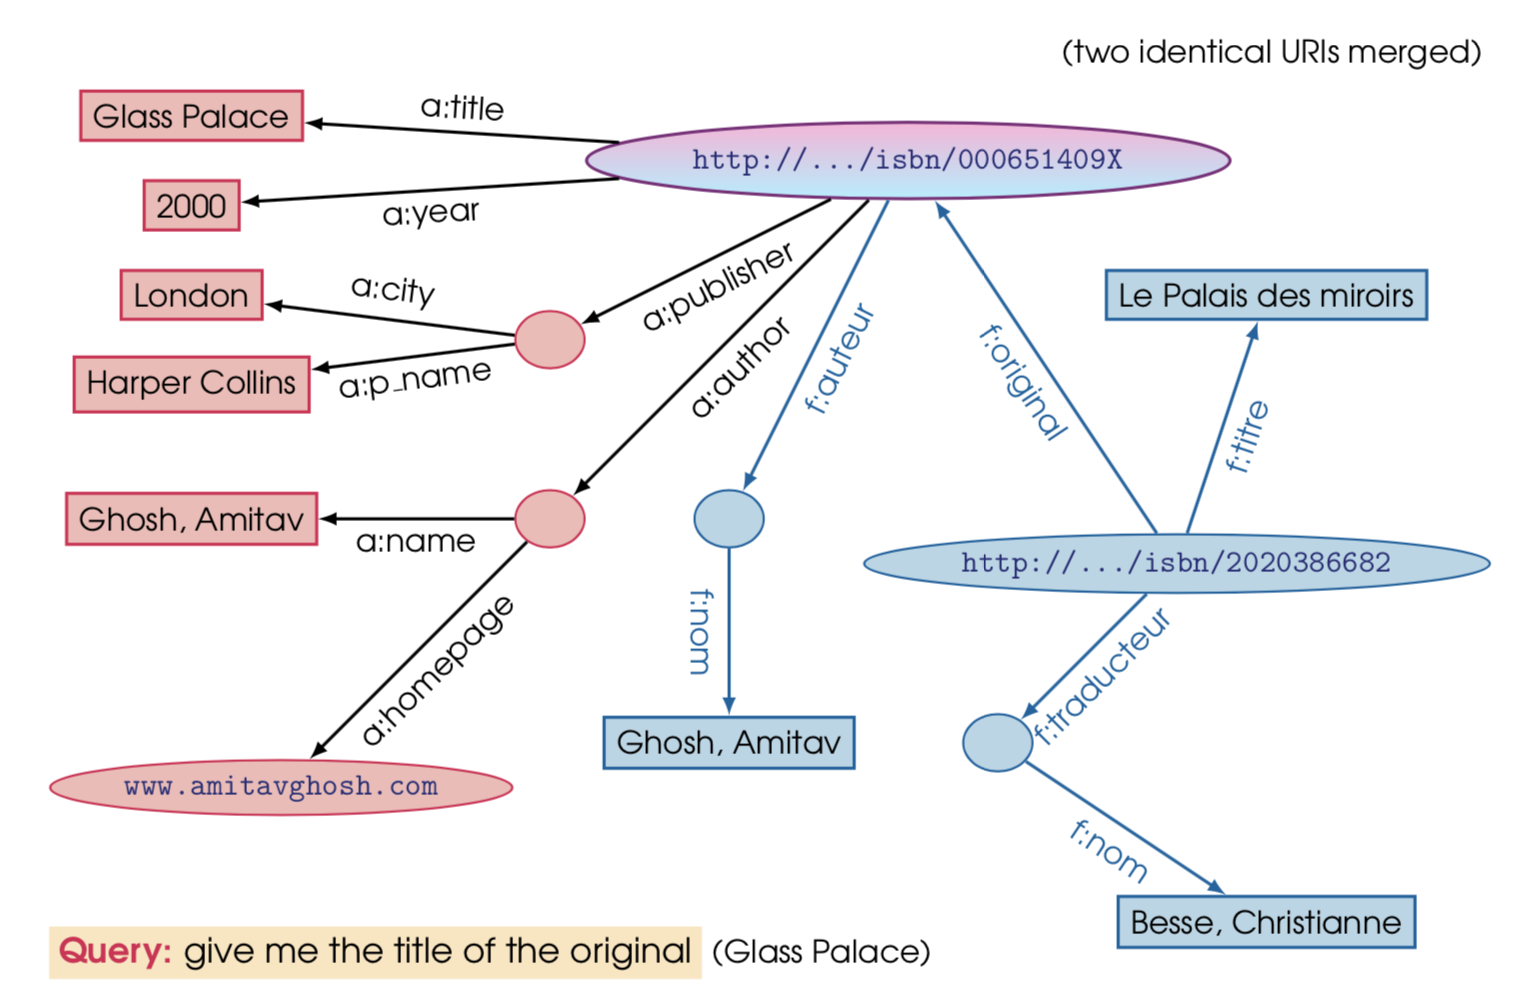 (two identical URIs merged)
Glass Palace
a:title
http://.../isbn/000651409X
2000
a:year
London
a:city
a:publisher
Le Palais des miroirs
Harper Collins
a:p_name
a:author
f:auteur
f:original
f:titre
Ghosh, Amitav
a:name
http://.../isbn/2020386682
a:homepage
f:nom
f:traducteur
Ghosh, Amitav
www.amitavghosh.com
f:nom
Besse, Christianne
Query: give me the title of the original (Glass Palace)